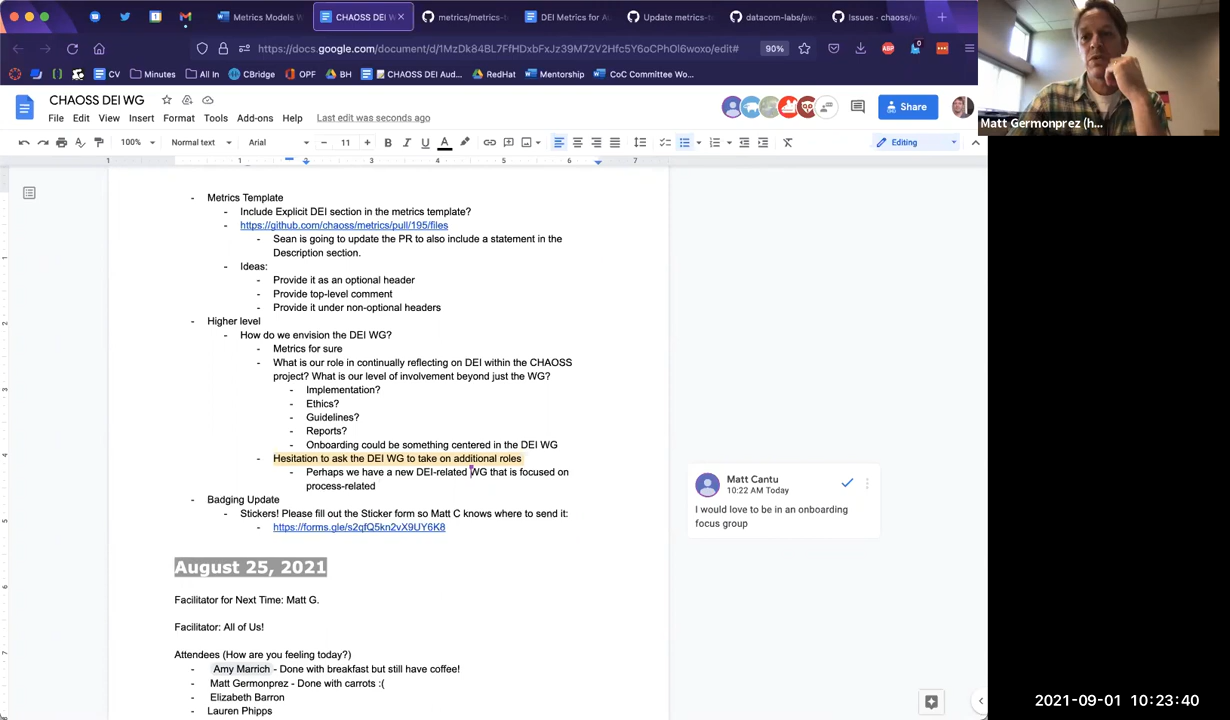 Metrics Models W
CHAOSS DEI W
metrics/metrics-t
DEI Metrics for A
Update metrics-te
datacom-labs/aw
Issues · chaoss/w
https://docs.google.com/document/d/1MzDk84BL7FfHDxbFxJz39M72V2Hfc5Y6oCPhOl6woxo/edit#
90%
CV
Minutes
All In
CBridge
OPF
BH
CHAOSS DEI Aud...
RedHat
Mentorship
CoC Committee Wo...
CHAOSS DEI WG
File Edit View Insert Format Tools Add-ons Help Last edit was seconds ago
Share
100% Normal text Arial 11 B I U A Editing
- Metrics Template
- Include Explicit DEI section in the metrics template?
- https://github.com/chaoss/metrics/pull/195/files
- Sean is going to update the PR to also include a statement in the
Description section.
- Ideas:
- Provide it as an optional header
- Provide top-level comment
- Provide it under non-optional headers
- Higher level
- How do we envision the DEI WG?
- Metrics for sure
- What is our role in continually reflecting on DEI within the CHAOSS
project? What is our level of involvement beyond just the WG?
- Implementation?
- Ethics?
- Guidelines?
- Reports?
- Onboarding could be something centered in the DEI WG
- Hesitation to ask the DEI WG to take on additional roles
- Perhaps we have a new DEI-related WG that is focused on
process-related
- Badging Update
- Stickers! Please fill out the Sticker form so Matt C knows where to send it:
- https://forms.gle/s2qfQ5kn2vX9UY6K8
August 25, 2021
Facilitator for Next Time: Matt G.
Facilitator: All of Us!
Attendees (How are you feeling today?)
- Amy Marrich - Done with breakfast but still have coffee!
- Matt Germonprez - Done with carrots :(
- Elizabeth Barron
- Lauren Phipps
Matt Cantu
10:22 AM Today
I would love to be in an onboarding
focus group
Matt Germonprez (h...
2021-09-01 10:23:40